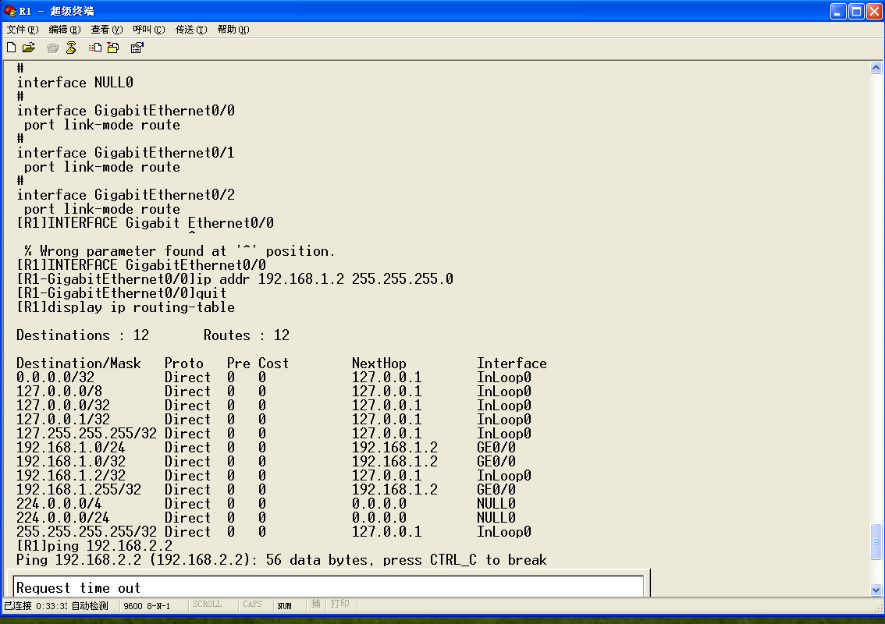 R1 - 超级终端
文件(F) 编辑(E) 查看(V) 呼叫(C) 传送(T) 帮助(H)
#
interface NULL0
#
interface GigabitEthernet0/0
port link-mode route
#
interface GigabitEthernet0/1
port link-mode route
#
interface GigabitEthernet0/2
port link-mode route
[R1]INTERFACE Gigabit Ethernet0/0
^
% Wrong parameter found at '^' position.
[R1]INTERFACE GigabitEthernet0/0
[R1-GigabitEthernet0/0]ip addr 192.168.1.2 255.255.255.0
[R1-GigabitEthernet0/0]quit
[R1]display ip routing-table
Destinations : 12 Routes : 12
Destination/Mask Proto Pre Cost NextHop Interface
0.0.0.0/32 Direct 0 0 127.0.0.1 InLoop0
127.0.0.0/8 Direct 0 0 127.0.0.1 InLoop0
127.0.0.0/32 Direct 0 0 127.0.0.1 InLoop0
127.0.0.1/32 Direct 0 0 127.0.0.1 InLoop0
127.255.255.255/32 Direct 0 0 127.0.0.1 InLoop0
192.168.1.0/24 Direct 0 0 192.168.1.2 GE0/0
192.168.1.0/32 Direct 0 0 192.168.1.2 GE0/0
192.168.1.2/32 Direct 0 0 127.0.0.1 InLoop0
192.168.1.255/32 Direct 0 0 192.168.1.2 GE0/0
224.0.0.0/4 Direct 0 0 0.0.0.0 NULL0
224.0.0.0/24 Direct 0 0 0.0.0.0 NULL0
255.255.255.255/32 Direct 0 0 127.0.0.1 InLoop0
[R1]ping 192.168.2.2
Ping 192.168.2.2 (192.168.2.2): 56 data bytes, press CTRL_C to break
Request time out
已连接 0:33:3 自动检测 9600 8-N-1 SCROLL CAPS NUM 捕 打印